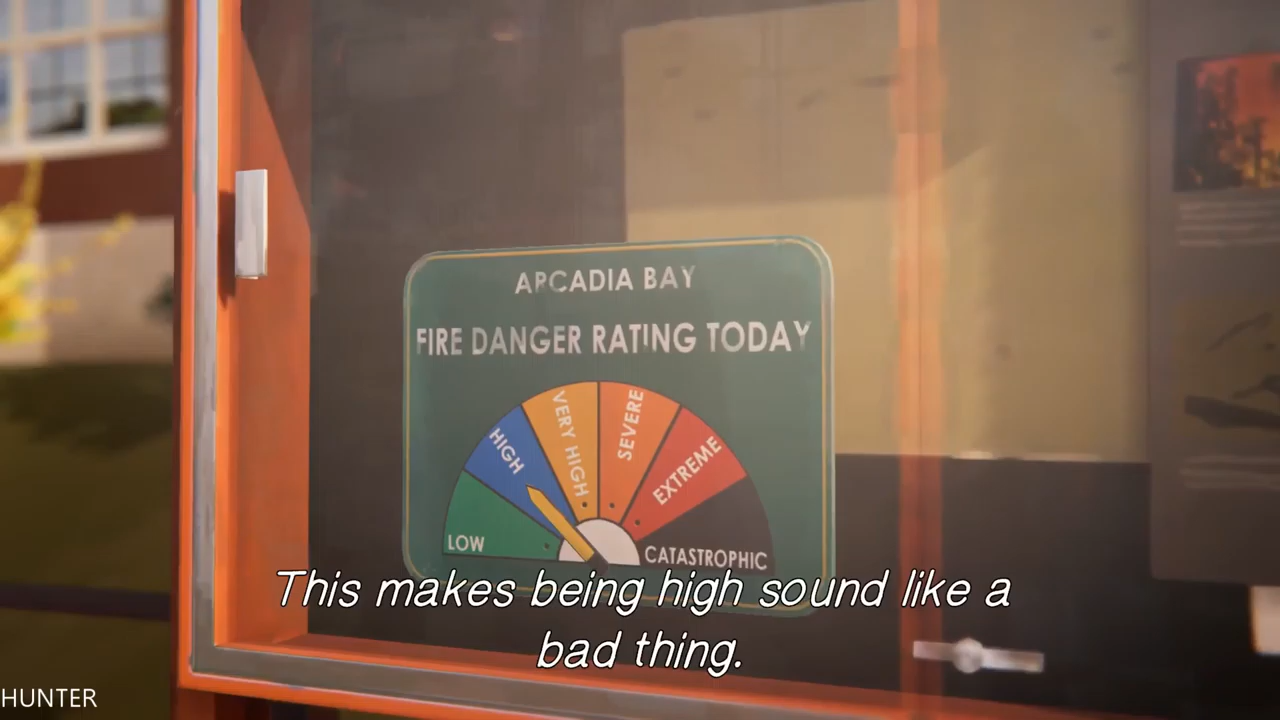 ARCADIA BAY
FIRE DANGER RATING TODAY
LOW
HIGH
VERY HIGH
SEVERE
EXTREME
CATASTROPHIC
This makes being high sound like a
bad thing.
HUNTER